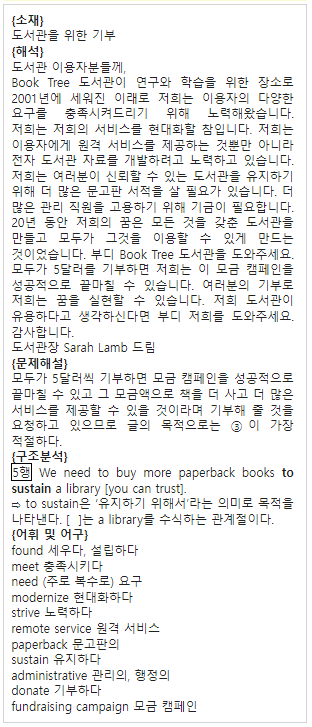 {소재}
도서관을 위한 기부
{해석}
도서관 이용자분들께,
Book Tree 도서관이 연구와 학습을 위한 장소로
2001년에 세워진 이래로 저희는 이용자의 다양한
요구를 충족시켜드리기 위해 노력해왔습니다.
저희는 저희의 서비스를 현대화할 참입니다. 저희는
이용자에게 원격 서비스를 제공하는 것뿐만 아니라
전자 도서관 자료를 개발하려고 노력하고 있습니다.
저희는 여러분이 신뢰할 수 있는 도서관을 유지하기
위해 더 많은 문고판 서적을 살 필요가 있습니다. 더
많은 관리 직원을 고용하기 위해 기금이 필요합니다.
20년 동안 저희의 꿈은 모든 것을 갖춘 도서관을
만들고 모두가 그것을 이용할 수 있게 만드는
것이었습니다. 부디 Book Tree 도서관을 도와주세요.
모두가 5달러를 기부하면 저희는 이 모금 캠페인을
성공적으로 끝마칠 수 있습니다. 여러분의 기부로
저희는 꿈을 실현할 수 있습니다. 저희 도서관이
유용하다고 생각하신다면 부디 저희를 도와주세요.
감사합니다.
도서관장 Sarah Lamb 드림
{문제해설}
모두가 5달러씩 기부하면 모금 캠페인을 성공적으로
끝마칠 수 있고 그 모금액으로 책을 더 사고 더 많은
서비스를 제공할 수 있을 것이라며 기부해 줄 것을
요청하고 있으므로 글의 목적으로는 ③이 가장
적절하다.
{구조분석}
5행 We need to buy more paperback books to
sustain a library [you can trust].
⇨ to sustain은 ‘유지하기 위해서’라는 의미로 목적을
나타낸다. [ ]는 a library를 수식하는 관계절이다.
{어휘 및 어구}
found 세우다, 설립하다
meet 충족시키다
need (주로 복수로) 요구
modernize 현대화하다
strive 노력하다
remote service 원격 서비스
paperback 문고판의
sustain 유지하다
administrative 관리의, 행정의
donate 기부하다
fundraising campaign 모금 캠페인